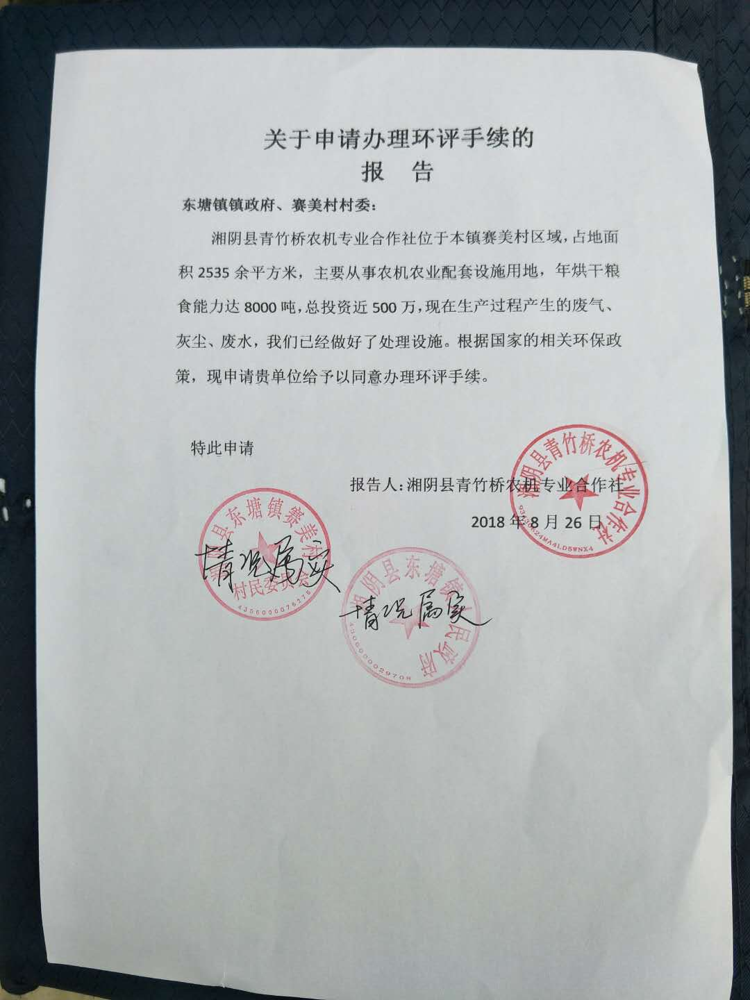 关于申请办理环评手续的
报 告
东塘镇镇政府、赛美村村委：
湘阴县青竹桥农机专业合作社位于本镇赛美村区域，占地面
积 2535 余平方米，主要从事农机农业配套设施用地，年烘干粮
食能力达 8000 吨，总投资近 500 万，现在生产过程产生的废气、
灰尘、废水，我们已经做好了处理设施。根据国家的相关环保政
策，现申请贵单位给予以同意办理环评手续。
特此申请
报告人：湘阴县青竹桥农机专业合作社
2018 年 8 月 26 日
湘阴县青竹桥农机专业合作社
湘阴县东塘镇赛美村
村民委员会
情况属实
湘阴县东塘镇人民政府
情况属实